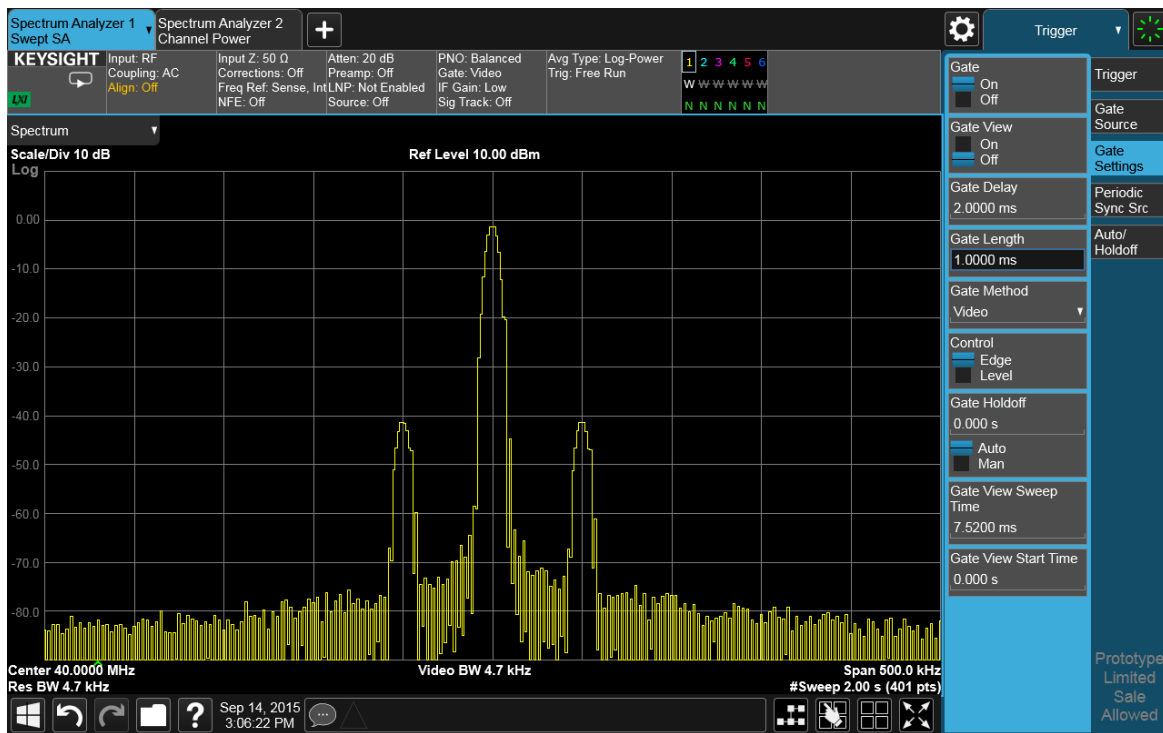 Spectrum Analyzer 1
Swept SA
Spectrum Analyzer 2
Channel Power
Trigger
KEYSIGHT
LXI
Input: RF
Coupling: AC
Align: Off
Input Z: 50 Ω
Corrections: Off
Freq Ref: Sense, Int
NFE: Off
Atten: 20 dB
Preamp: Off
LNP: Not Enabled
Source: Off
PNO: Balanced
Gate: Video
IF Gain: Low
Sig Track: Off
Avg Type: Log-Power
Trig: Free Run
1 2 3 4 5 6
W W W W W W
N N N N N N
Spectrum
Scale/Div 10 dB
Ref Level 10.00 dBm
Log
0.00
-10.0
-20.0
-30.0
-40.0
-50.0
-60.0
-70.0
-80.0
Center 40.0000 MHz
Video BW 4.7 kHz
Span 500.0 kHz
Res BW 4.7 kHz
#Sweep 2.00 s (401 pts)
Gate
On
Off
Gate View
On
Off
Gate Delay
2.0000 ms
Gate Length
1.0000 ms
Gate Method
Video
Control
Edge
Level
Gate Holdoff
0.000 s
Auto
Man
Gate View Sweep
Time
7.5200 ms
Gate View Start Time
0.000 s
Trigger
Gate
Source
Gate
Settings
Periodic
Sync Src
Auto/
Holdoff
Prototype
Limited
Sale
Allowed
?
Sep 14, 2015
3:06:22 PM